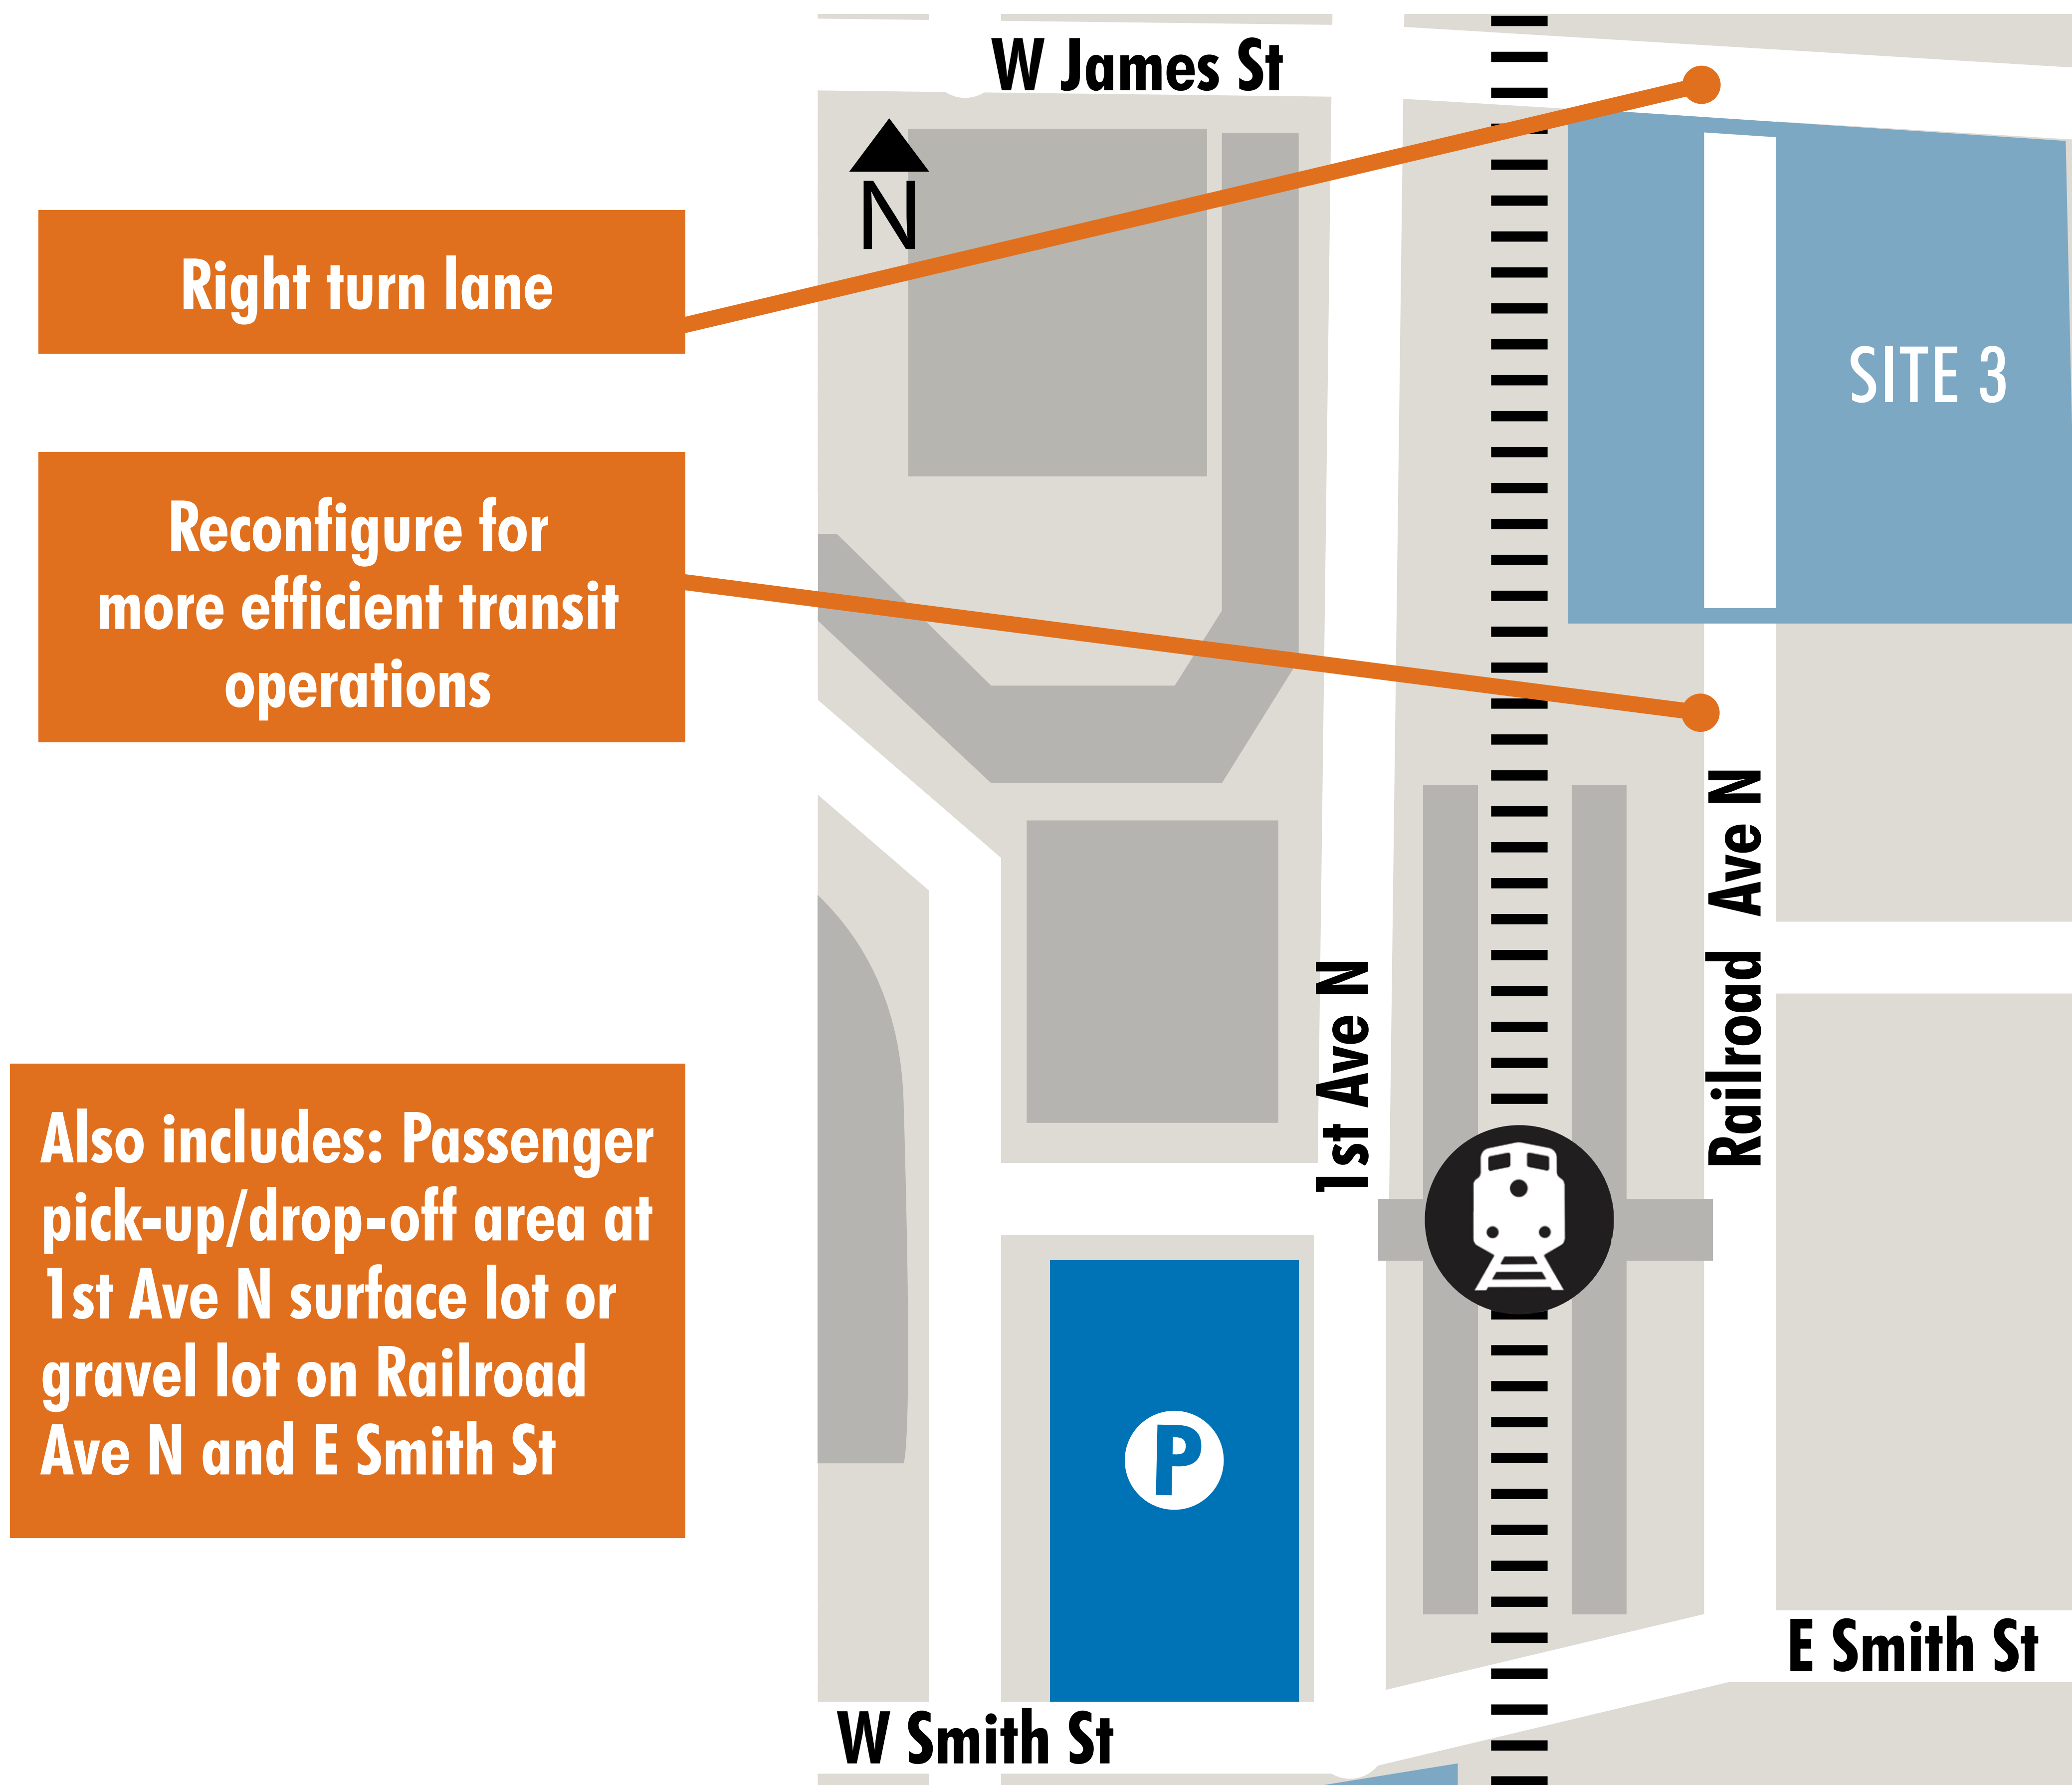 W James St
N
Right turn lane
SITE 3
Reconfigure for
more efficient transit
operations
Railroad Ave N
1st Ave N
Also includes: Passenger
pick-up/drop-off area at
1st Ave N surface lot or
gravel lot on Railroad
Ave N and E Smith St
P
E Smith St
W Smith St